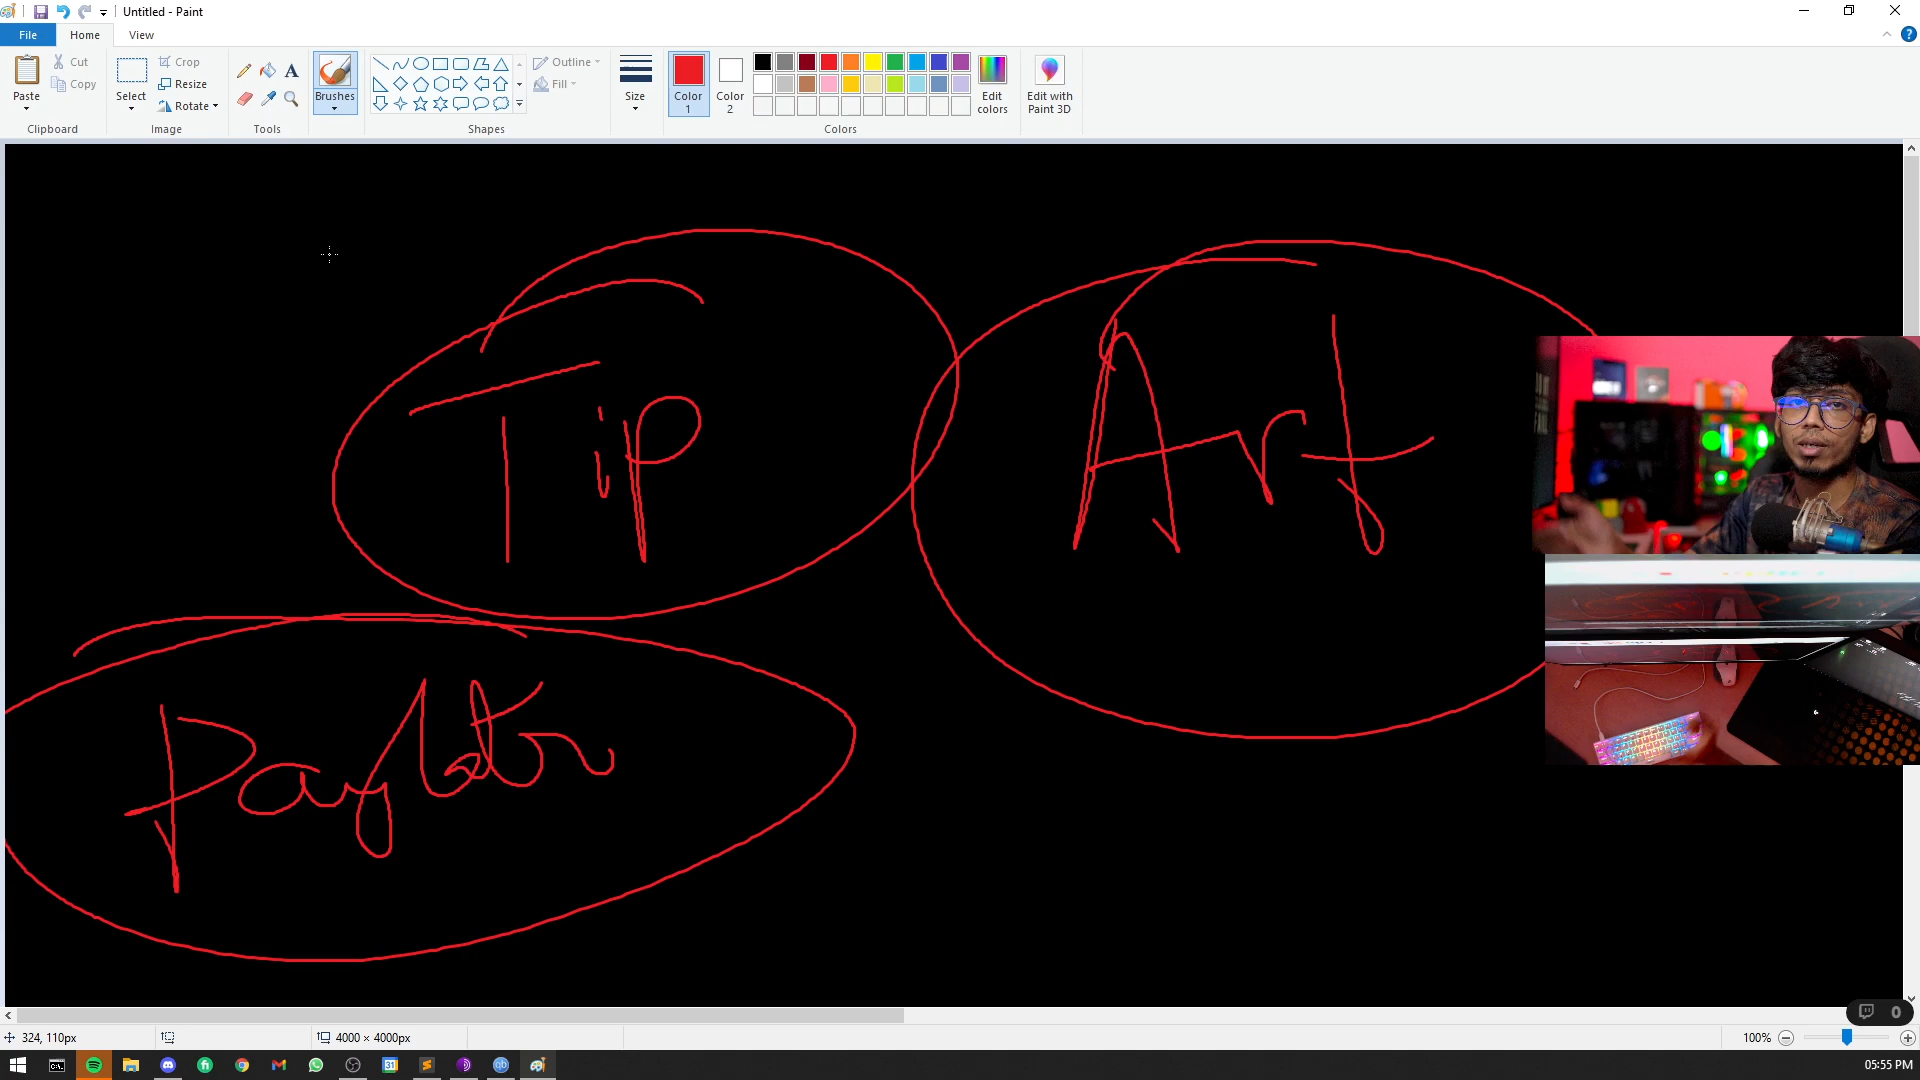 Untitled - Paint
File Home View
Paste
Cut
Copy
Clipboard
Select
Crop
Resize
Rotate
Image
Tools
Brushes
Shapes
Outline
Fill
Size
Color 1
Color 2
Edit colors
Colors
Edit with Paint 3D
Tip
Art
324, 110px
4000 × 4000px
100%
0
05:55 PM